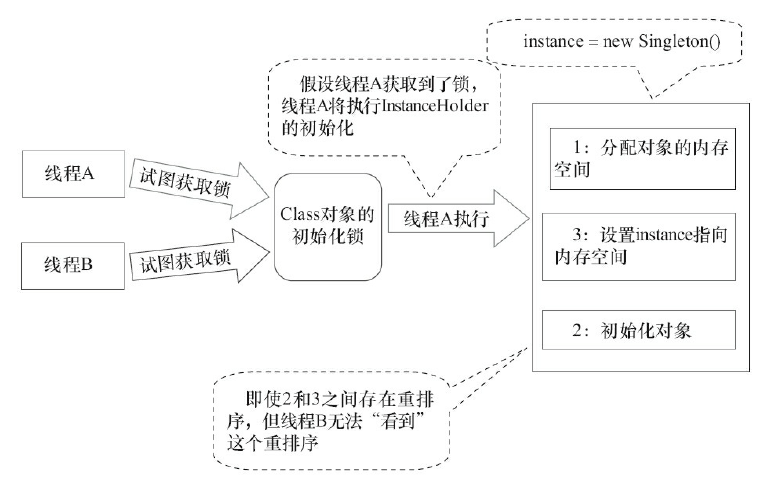 instance = new Singleton()
假设线程A获取到了锁，
线程A将执行InstanceHolder
的初始化
线程A
试图获取锁
线程B
试图获取锁
Class对象的
初始化锁
线程A执行
1：分配对象的内存
空间
3：设置instance指向
内存空间
2：初始化对象
即使2和3之间存在重排
序，但线程B无法“看到”
这个重排序